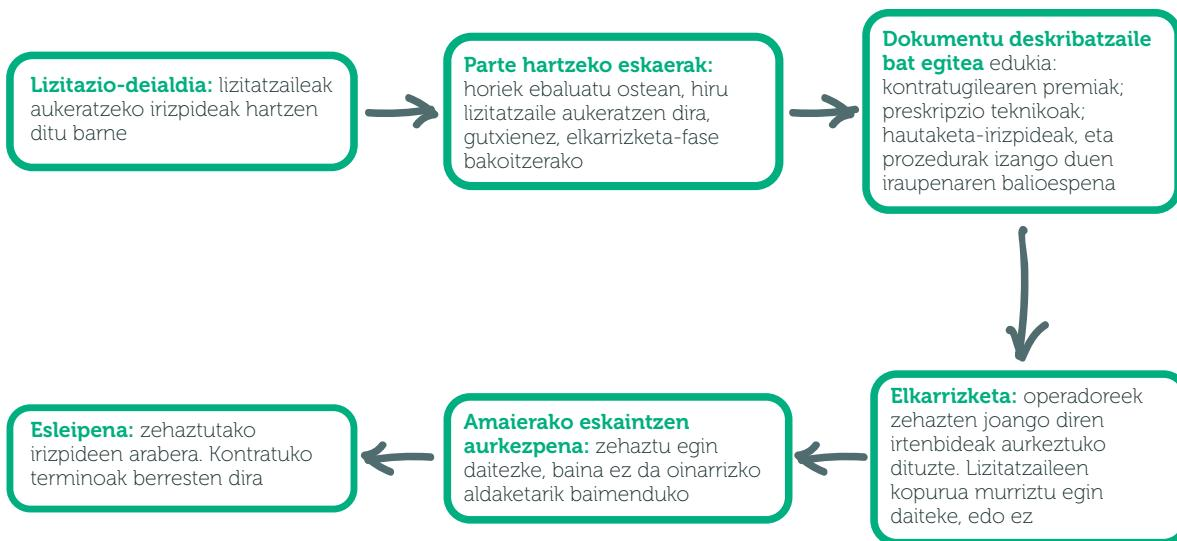 Lizitazio-deialdia: lizitatzaileak
aukeratzeko irizpideak hartzen
ditu barne
Parte hartzeko eskaerak:
horiek ebaluatu ostean, hiru
lizitatzaile aukeratzen dira,
gutxienez, elkarrizketa-fase
bakoitzerako
Dokumentu deskribatzaile
bat egitea edukia:
kontratugilearen premiak;
preskripzio teknikoak;
hautaketa-irizpideak, eta
prozedurak izango duen
iraupenaren balioespena
Elkarrizketa: operadoreek
zehazten joango diren
irtenbideak aurkeztuko
dituzte. Lizitatzaileen
kopurua murriztu egin
daiteke, edo ez
Amaierako eskaintzen
aurkezpena: zehaztu egin
daitezke, baina ez da oinarrizko
aldaketarik baimenduko
Esleipena: zehaztutako
irizpideen arabera. Kontratuko
terminoak berresten dira